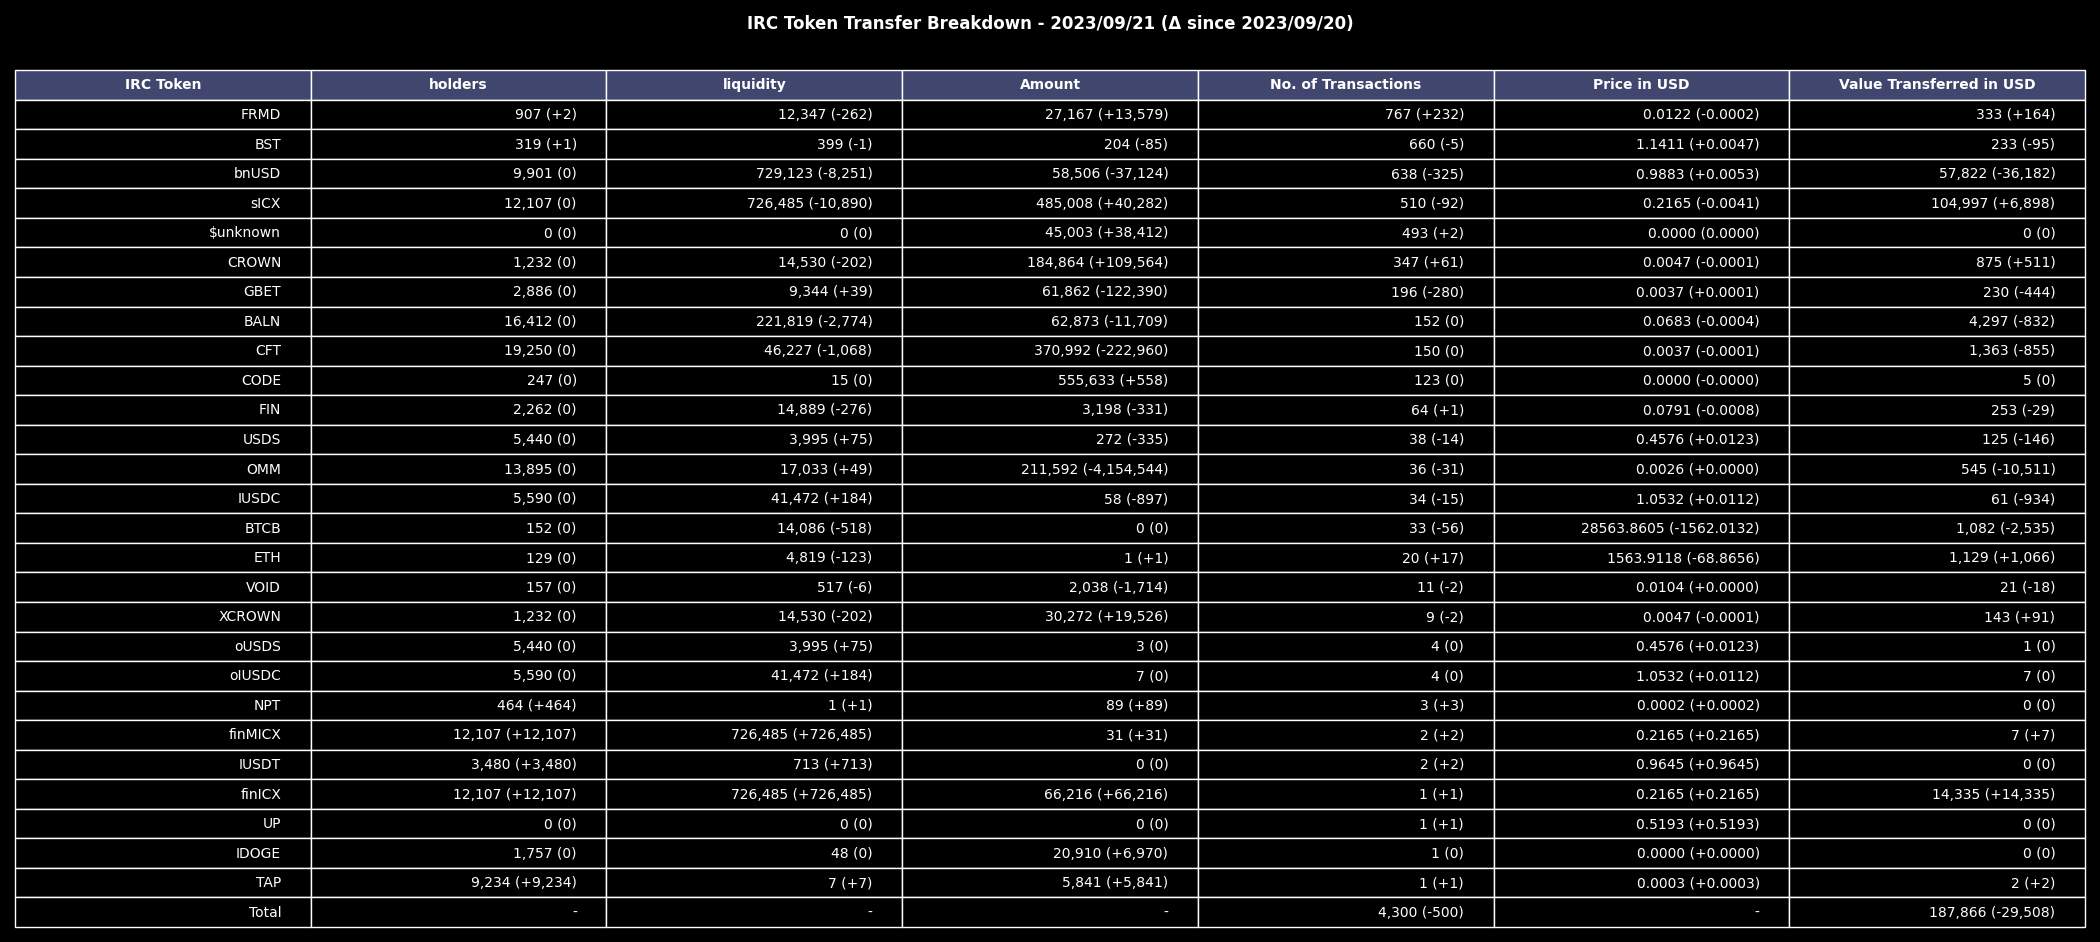 IRC Token Transfer Breakdown - 2023/09/21 (Δ since 2023/09/20)
IRC Token holders liquidity Amount No. of Transactions Price in USD Value Transferred in USD
FRMD 907 (+2) 12,347 (-262) 27,167 (+13,579) 767 (+232) 0.0122 (-0.0002) 333 (+164)
BST 319 (+1) 399 (-1) 204 (-85) 660 (-5) 1.1411 (+0.0047) 233 (-95)
bnUSD 9,901 (0) 729,123 (-8,251) 58,506 (-37,124) 638 (-325) 0.9883 (+0.0053) 57,822 (-36,182)
sICX 12,107 (0) 726,485 (-10,890) 485,008 (+40,282) 510 (-92) 0.2165 (-0.0041) 104,997 (+6,898)
$unknown 0 (0) 0 (0) 45,003 (+38,412) 493 (+2) 0.0000 (0.0000) 0 (0)
CROWN 1,232 (0) 14,530 (-202) 184,864 (+109,564) 347 (+61) 0.0047 (-0.0001) 875 (+511)
GBET 2,886 (0) 9,344 (+39) 61,862 (-122,390) 196 (-280) 0.0037 (+0.0001) 230 (-444)
BALN 16,412 (0) 221,819 (-2,774) 62,873 (-11,709) 152 (0) 0.0683 (-0.0004) 4,297 (-832)
CFT 19,250 (0) 46,227 (-1,068) 370,992 (-222,960) 150 (0) 0.0037 (-0.0001) 1,363 (-855)
CODE 247 (0) 15 (0) 555,633 (+558) 123 (0) 0.0000 (-0.0000) 5 (0)
FIN 2,262 (0) 14,889 (-276) 3,198 (-331) 64 (+1) 0.0791 (-0.0008) 253 (-29)
USDS 5,440 (0) 3,995 (+75) 272 (-335) 38 (-14) 0.4576 (+0.0123) 125 (-146)
OMM 13,895 (0) 17,033 (+49) 211,592 (-4,154,544) 36 (-31) 0.0026 (+0.0000) 545 (-10,511)
IUSDC 5,590 (0) 41,472 (+184) 58 (-897) 34 (-15) 1.0532 (+0.0112) 61 (-934)
BTCB 152 (0) 14,086 (-518) 0 (0) 33 (-56) 28563.8605 (-1562.0132) 1,082 (-2,535)
ETH 129 (0) 4,819 (-123) 1 (+1) 20 (+17) 1563.9118 (-68.8656) 1,129 (+1,066)
VOID 157 (0) 517 (-6) 2,038 (-1,714) 11 (-2) 0.0104 (+0.0000) 21 (-18)
XCROWN 1,232 (0) 14,530 (-202) 30,272 (+19,526) 9 (-2) 0.0047 (-0.0001) 143 (+91)
oUSDS 5,440 (0) 3,995 (+75) 3 (0) 4 (0) 0.4576 (+0.0123) 1 (0)
oIUSDC 5,590 (0) 41,472 (+184) 7 (0) 4 (0) 1.0532 (+0.0112) 7 (0)
NPT 464 (+464) 1 (+1) 89 (+89) 3 (+3) 0.0002 (+0.0002) 0 (0)
finMICX 12,107 (+12,107) 726,485 (+726,485) 31 (+31) 2 (+2) 0.2165 (+0.2165) 7 (+7)
IUSDT 3,480 (+3,480) 713 (+713) 0 (0) 2 (+2) 0.9645 (+0.9645) 0 (0)
finICX 12,107 (+12,107) 726,485 (+726,485) 66,216 (+66,216) 1 (+1) 0.2165 (+0.2165) 14,335 (+14,335)
UP 0 (0) 0 (0) 0 (0) 1 (+1) 0.5193 (+0.5193) 0 (0)
IDOGE 1,757 (0) 48 (0) 20,910 (+6,970) 1 (0) 0.0000 (+0.0000) 0 (0)
TAP 9,234 (+9,234) 7 (+7) 5,841 (+5,841) 1 (+1) 0.0003 (+0.0003) 2 (+2)
Total - - - 4,300 (-500) - 187,866 (-29,508)